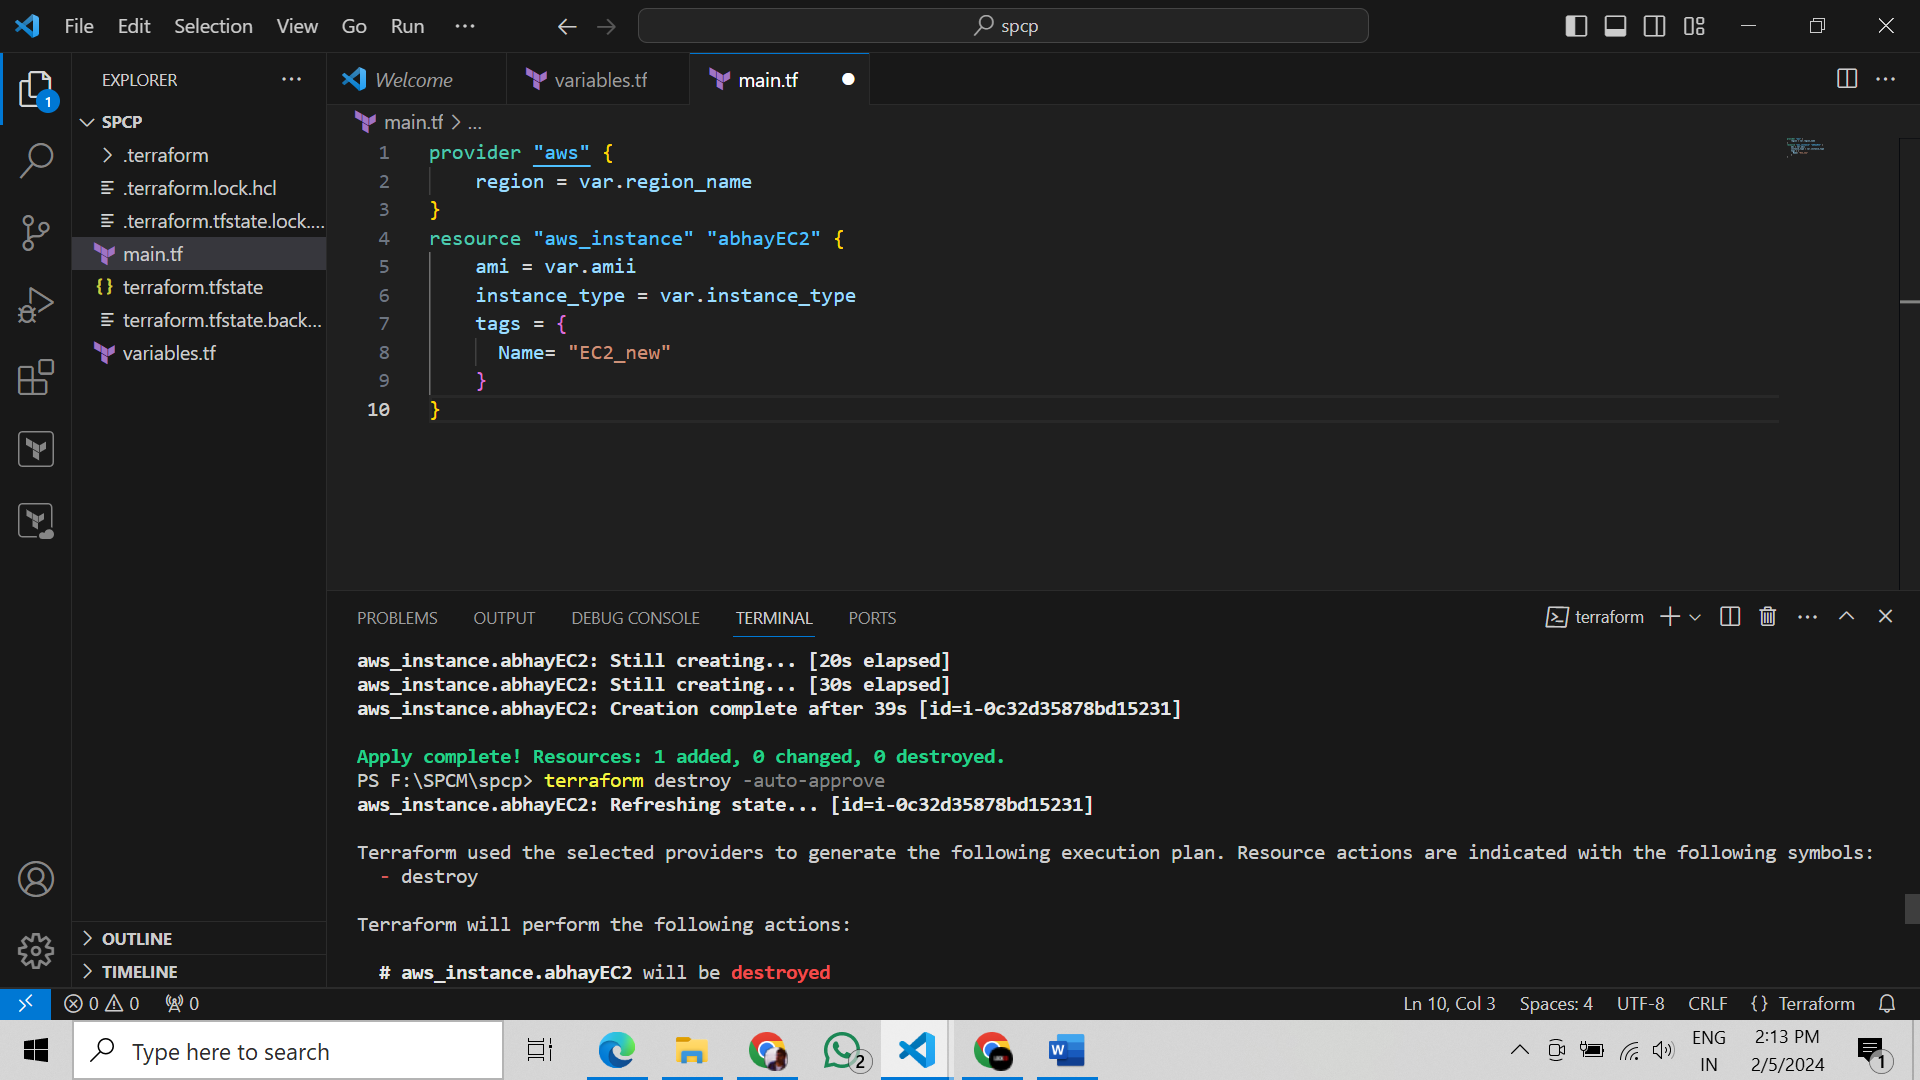 File Edit Selection View Go Run ... spcp
EXPLORER ...
Welcome variables.tf main.tf
1
SPCP
.terraform
.terraform.lock.hcl
.terraform.tfstate.lock....
main.tf
{} terraform.tfstate
terraform.tfstate.back...
variables.tf
main.tf > ...
1 provider "aws" {
2 region = var.region_name
3 }
4 resource "aws_instance" "abhayEC2" {
5 ami = var.amii
6 instance_type = var.instance_type
7 tags = {
8 Name= "EC2_new"
9 }
10 }
PROBLEMS OUTPUT DEBUG CONSOLE TERMINAL PORTS terraform
aws_instance.abhayEC2: Still creating... [20s elapsed]
aws_instance.abhayEC2: Still creating... [30s elapsed]
aws_instance.abhayEC2: Creation complete after 39s [id=i-0c32d35878bd15231]
Apply complete! Resources: 1 added, 0 changed, 0 destroyed.
PS F:\SPCM\spcp> terraform destroy -auto-approve
aws_instance.abhayEC2: Refreshing state... [id=i-0c32d35878bd15231]
Terraform used the selected providers to generate the following execution plan. Resource actions are indicated with the following symbols:
- destroy
Terraform will perform the following actions:
# aws_instance.abhayEC2 will be destroyed
OUTLINE
TIMELINE
0 0 0 Ln 10, Col 3 Spaces: 4 UTF-8 CRLF {} Terraform
Type here to search
2
ENG
IN
2:13 PM
2/5/2024
1